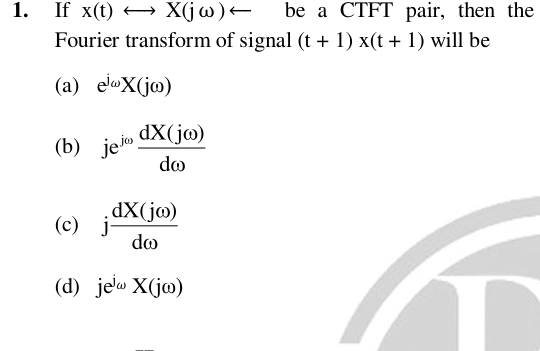 1. If x(t) ⟷ X(jω)← be a CTFT pair, then the
Fourier transform of signal (t + 1) x(t + 1) will be
(a) e^{jω}X(jω)
(b) je^{jω} dX(jω)/dω
(c) j dX(jω)/dω
(d) je^{jω} X(jω)